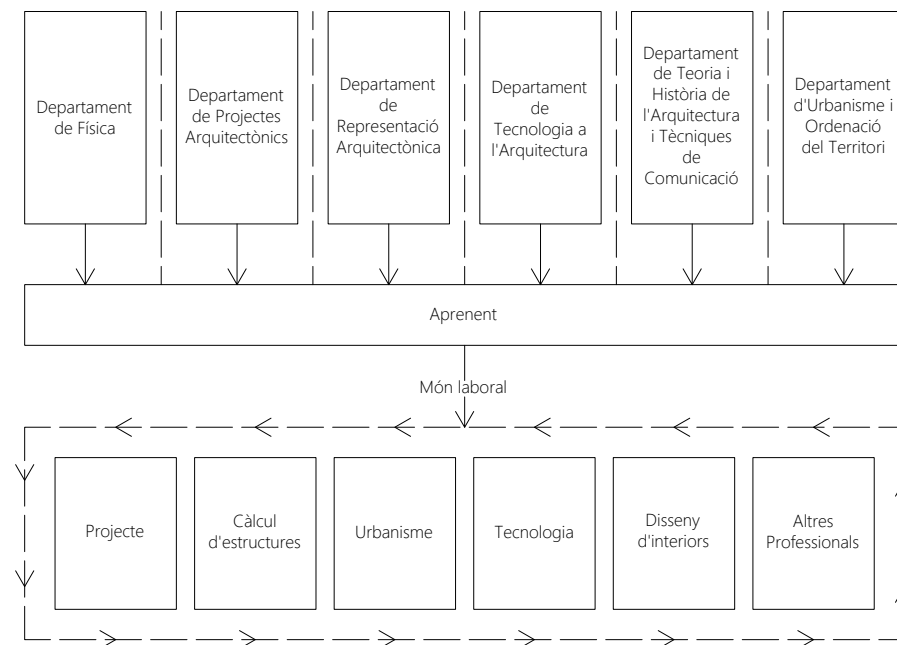 Departament
de Física
Departament
de Projectes
Arquitectònics
Departament
de
Representació
Arquitectònica
Departament
de
Tecnologia a
l'Arquitectura
Departament
de Teoria i
Història de
l'Arquitectura
i Tècniques
de
Comunicació
Departament
d'Urbanisme i
Ordenació
del Territori
Aprenent
Món laboral
Projecte
Càlcul
d'estructures
Urbanisme
Tecnologia
Disseny
d'interiors
Altres
Professionals